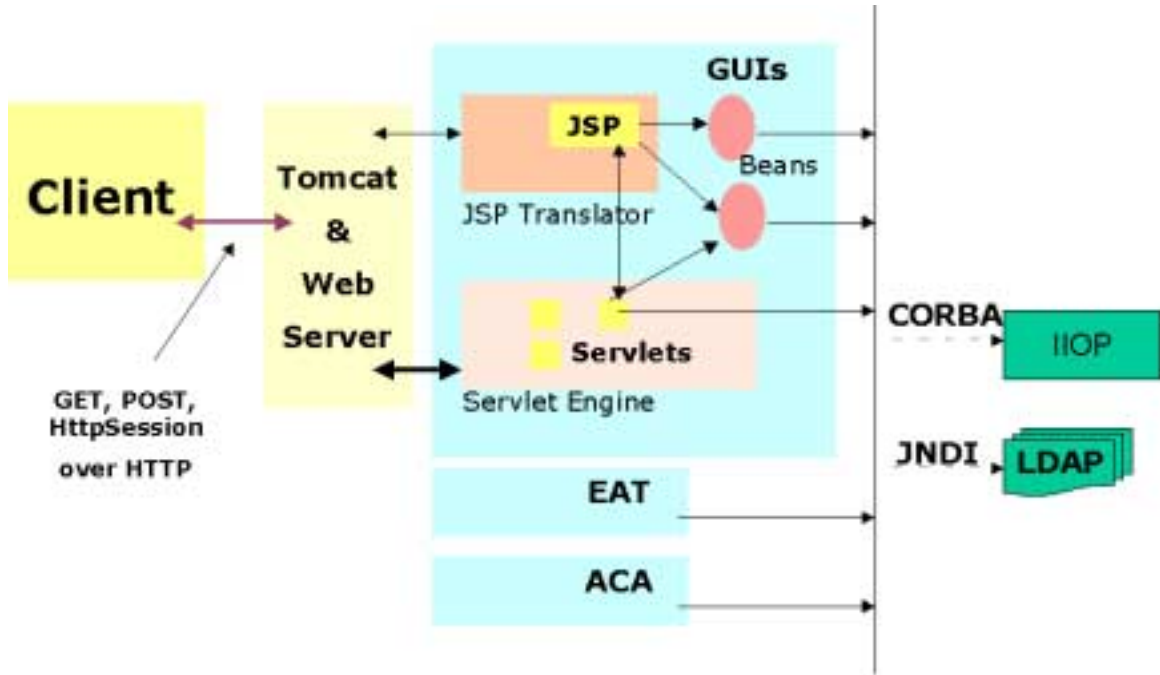 GUIs
JSP
Beans
Client
Tomcat
&
Web
Server
JSP Translator
Servlets
Servlet Engine
CORBA
IIOP
GET, POST,
HttpSession
over HTTP
JNDI
LDAP
EAT
ACA